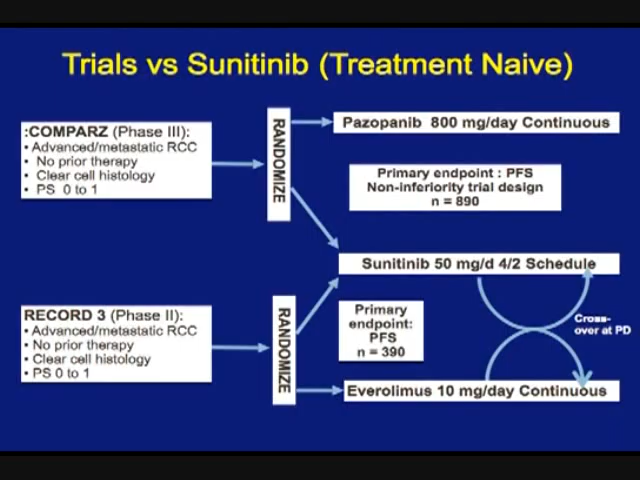 Trials vs Sunitinib (Treatment Naive)
:COMPARZ (Phase III):
• Advanced/metastatic RCC
• No prior therapy
• Clear cell histology
• PS 0 to 1
RANDOMIZE
Pazopanib 800 mg/day Continuous
Primary endpoint : PFS
Non-inferiority trial design
n = 890
Sunitinib 50 mg/d 4/2 Schedule
RECORD 3 (Phase II):
• Advanced/metastatic RCC
• No prior therapy
• Clear cell histology
• PS 0 to 1
RANDOMIZE
Primary
endpoint:
PFS
n = 390
Cross-
over at PD
Everolimus 10 mg/day Continuous